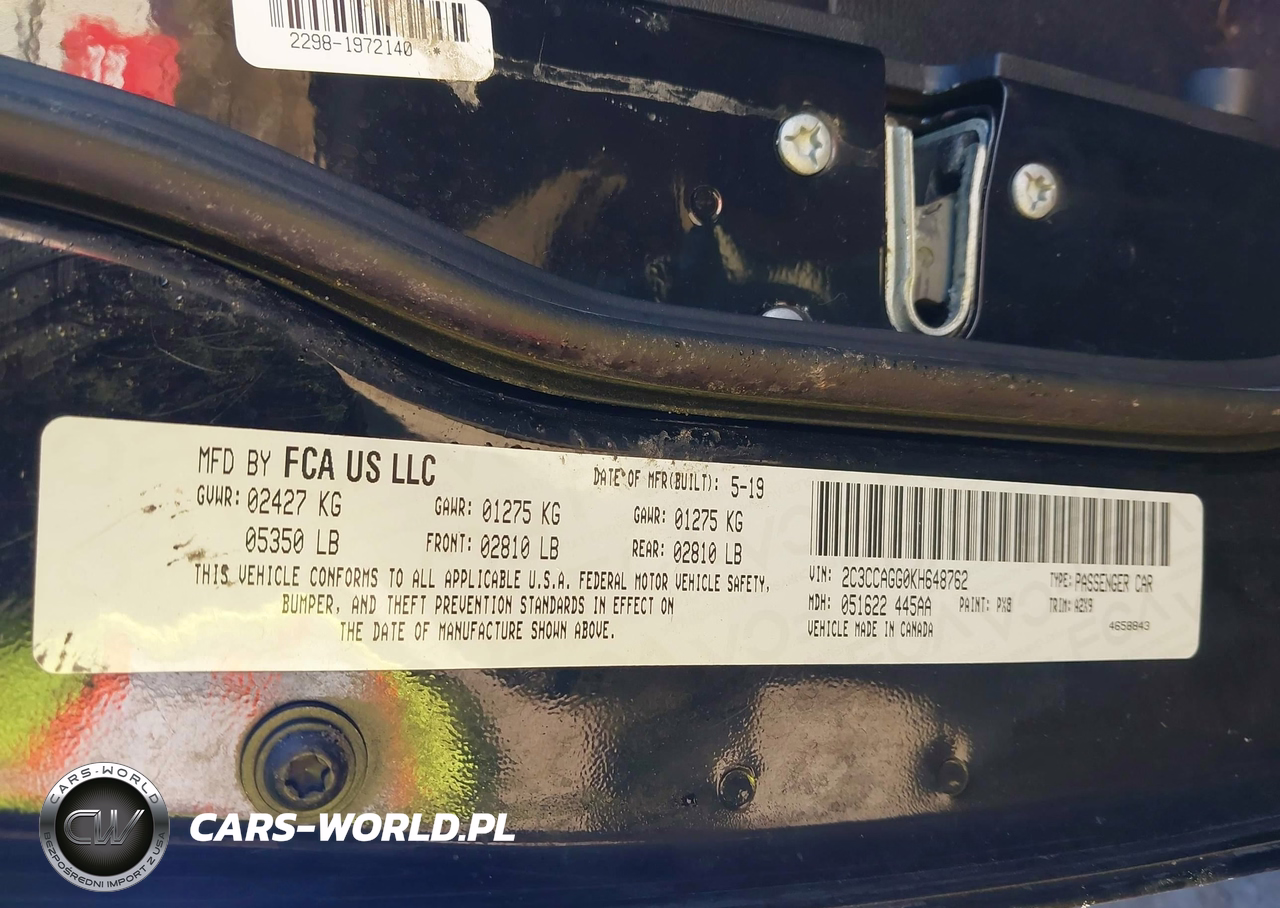 2298-1972140 *
MFD BY FCA US LLC
DATE OF MFR(BUILT): 5-19
GVWR: 02427 KG
GAWR: 01275 KG
GAWR: 01275 KG
05350 LB
FRONT: 02810 LB
REAR: 02810 LB
THIS VEHICLE CONFORMS TO ALL APPLICABLE U.S.A. FEDERAL MOTOR VEHICLE SAFETY,
BUMPER, AND THEFT PREVENTION STANDARDS IN EFFECT ON
THE DATE OF MANUFACTURE SHOWN ABOVE.
VIN: 2C3CCAGG0KH648762
TYPE: PASSENGER CAR
MDH: 051622 445AA
PAINT: PX8
TRIM: A2X9
VEHICLE MADE IN CANADA
4658843
CARS-WORLD
CW
BEZPOŚREDNI IMPORT Z USA
CARS-WORLD.PL